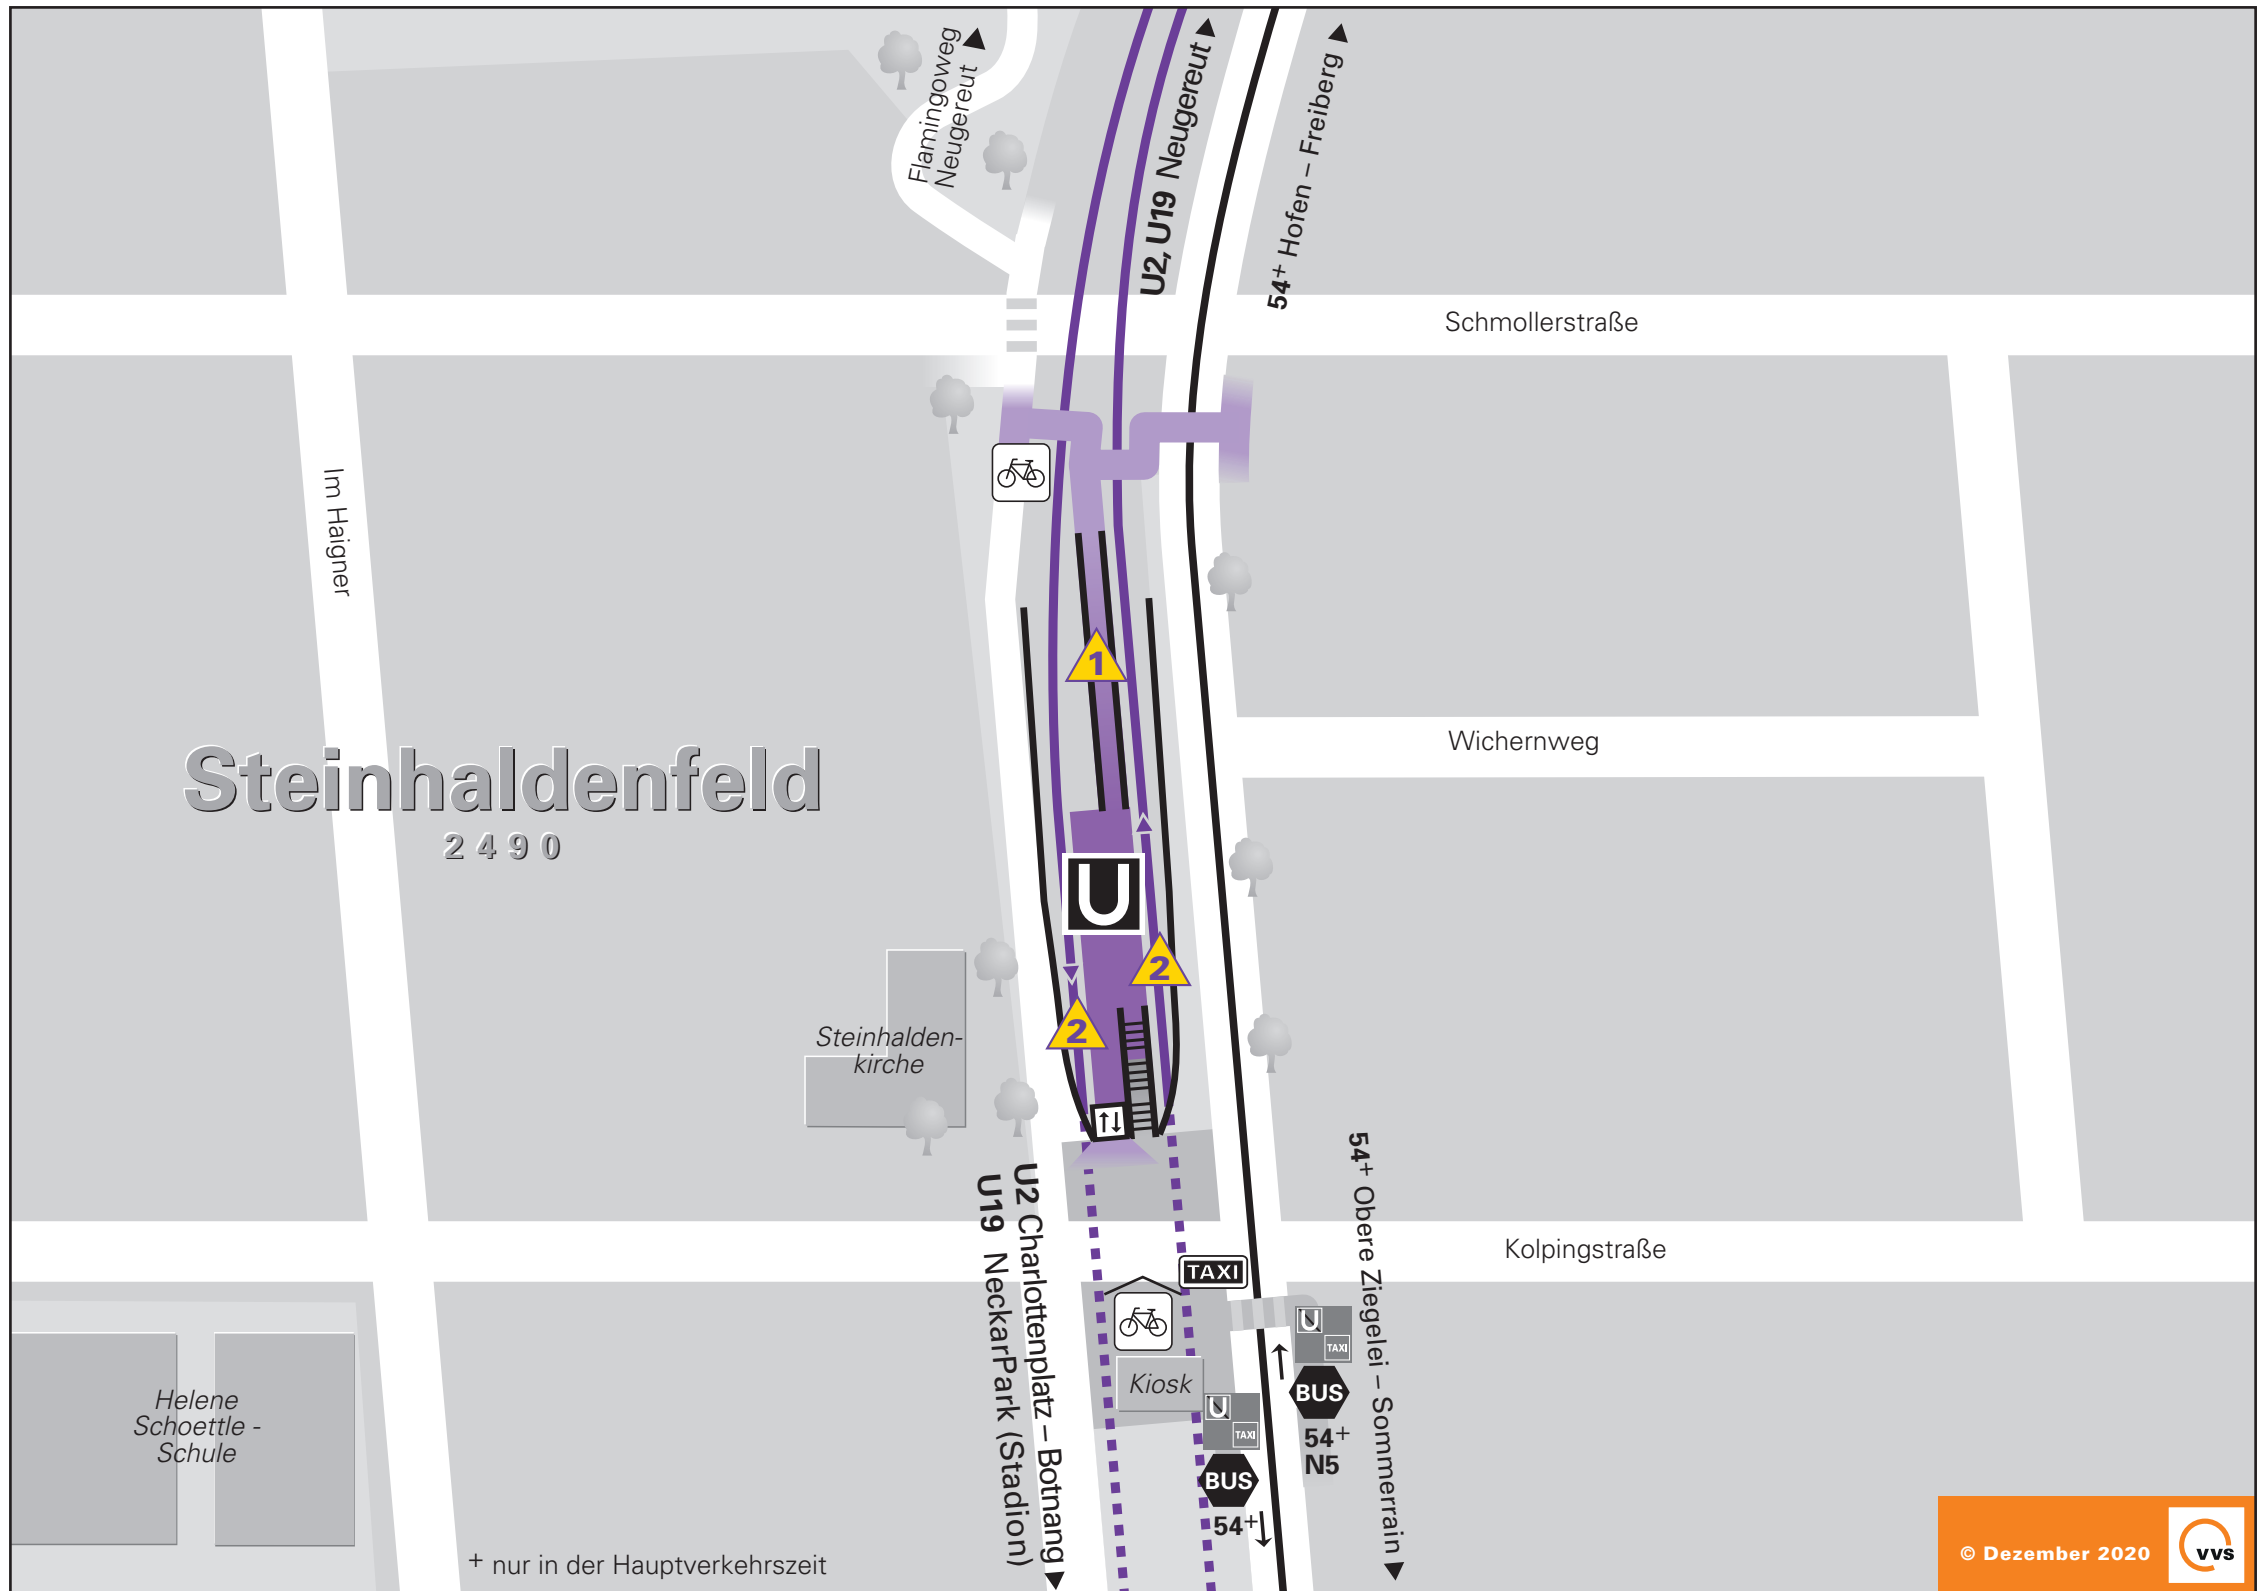 Flamingoweg
Neugereut
U2, U19 Neugereut
54+ Hofen – Freiberg
Schmollerstraße
Im Haigner
1
Wichernweg
Steinhaldenfeld
2490
U
2
2
Steinhalden-
kirche
U2 Charlottenplatz – Botnang
U19 NeckarPark (Stadion)
54+ Obere Ziegelei – Sommerrain
Kolpingstraße
TAXI
U
TAXI
BUS
54+
N5
Kiosk
U
TAXI
BUS
54+
Helene
Schoettle -
Schule
+ nur in der Hauptverkehrszeit
© Dezember 2020
VVS